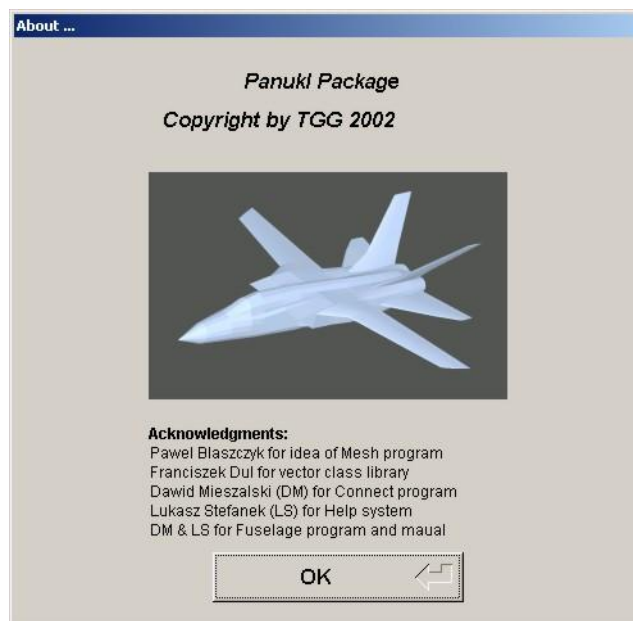 About ...
Panukl Package
Copyright by TGG 2002
Acknowledgments:
Pawel Blaszczyk for idea of Mesh program
Franciszek Dul for vector class library
Dawid Mieszalski (DM) for Connect program
Lukasz Stefanek (LS) for Help system
DM & LS for Fuselage program and maual
OK